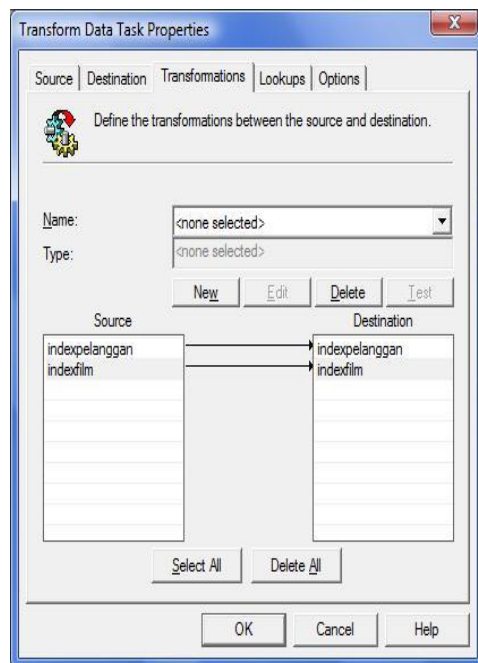 Transform Data Task Properties
Source Destination Transformations Lookups Options
Define the transformations between the source and destination.
Name: <none selected>
Type: <none selected>
New Edit Delete Test
Source Destination
indexpelanggan indexpelanggan
indexfilm indexfilm
Select All Delete All
OK Cancel Help